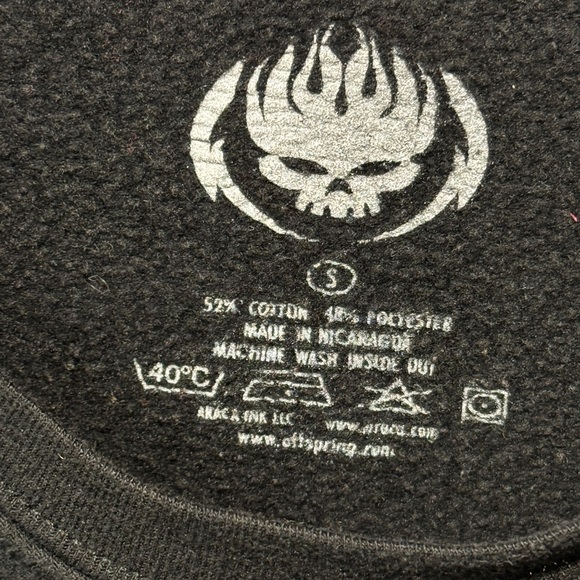 S
52% COTTON 48% POLYESTER
MADE IN NICARAGUA
MACHINE WASH INSIDE OUT
40°C
ARACA INK LLC www.araca.com
www.offspring.com